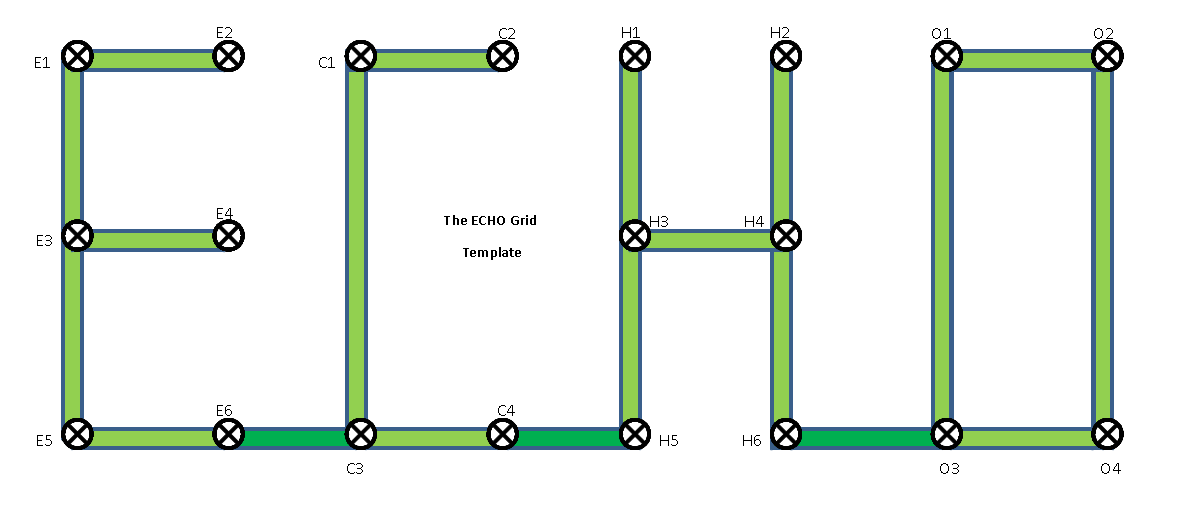 E2
C2
H1
H2
O1
O2
E1
C1
The ECHO Grid
Template
E4
H3
H4
E3
E6
C4
E5
H5
H6
C3
O3
O4